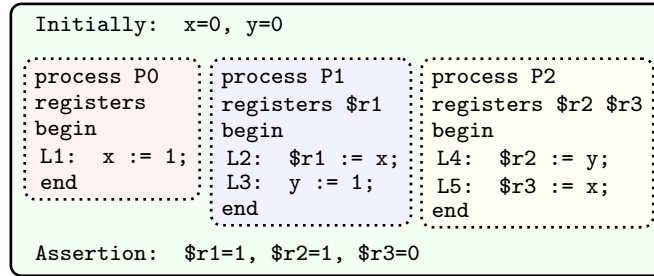 Initially: x=0, y=0
process P0
registers
begin
L1: x := 1;
end
process P1
registers $r1
begin
L2: $r1 := x;
L3: y := 1;
end
process P2
registers $r2 $r3
begin
L4: $r2 := y;
L5: $r3 := x;
end
Assertion: $r1=1, $r2=1, $r3=0